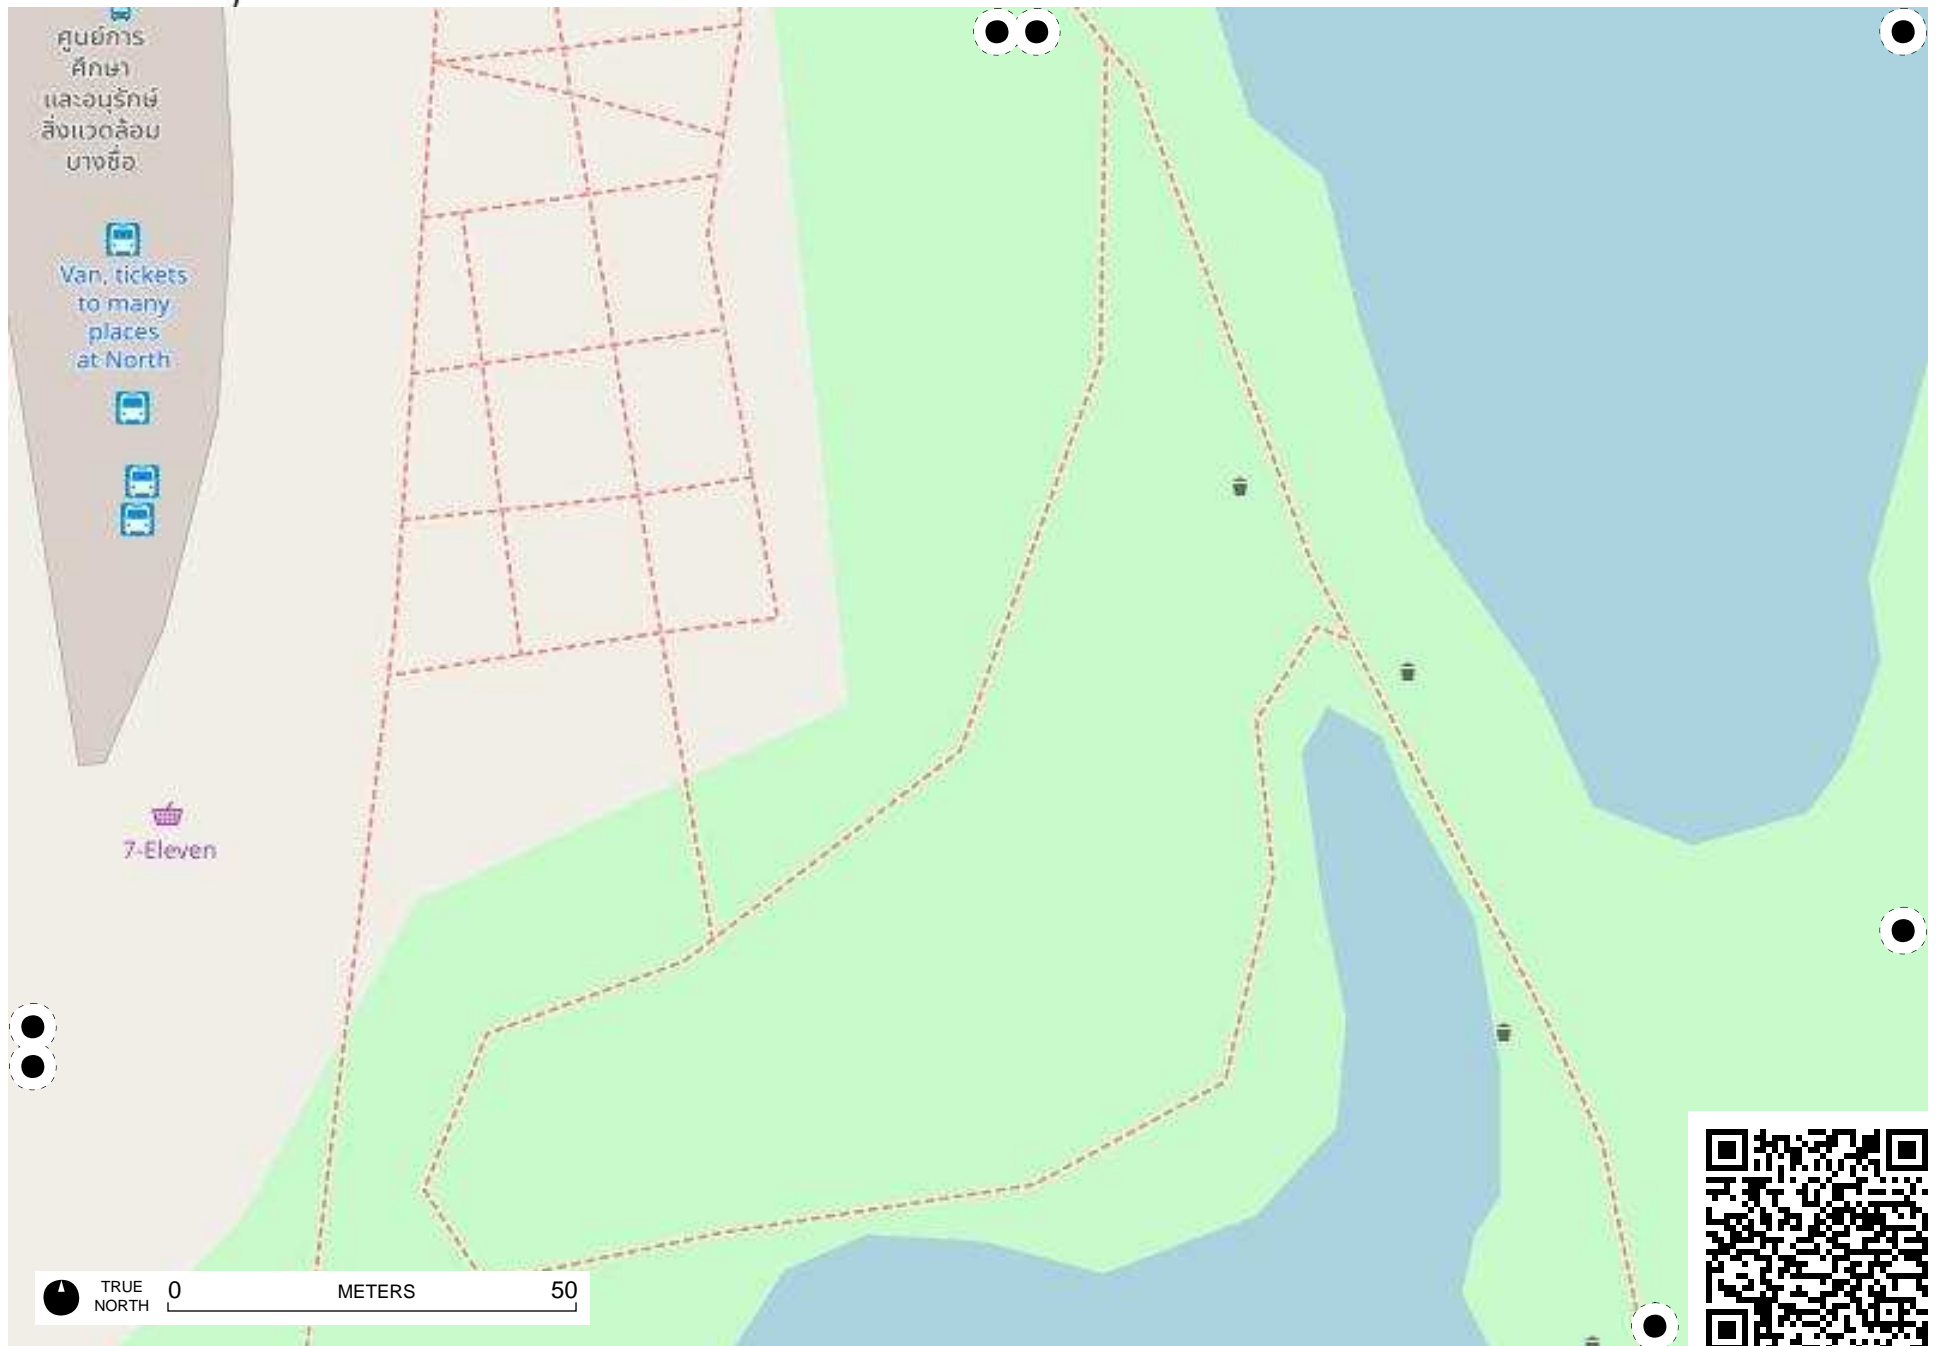 ศูนย์การ
ศึกษา
และอนุรักษ์
สิ่งแวดล้อม
บางซื่อ
Van, tickets
to many
places
at North
7-Eleven
TRUE
NORTH
0 METERS 50